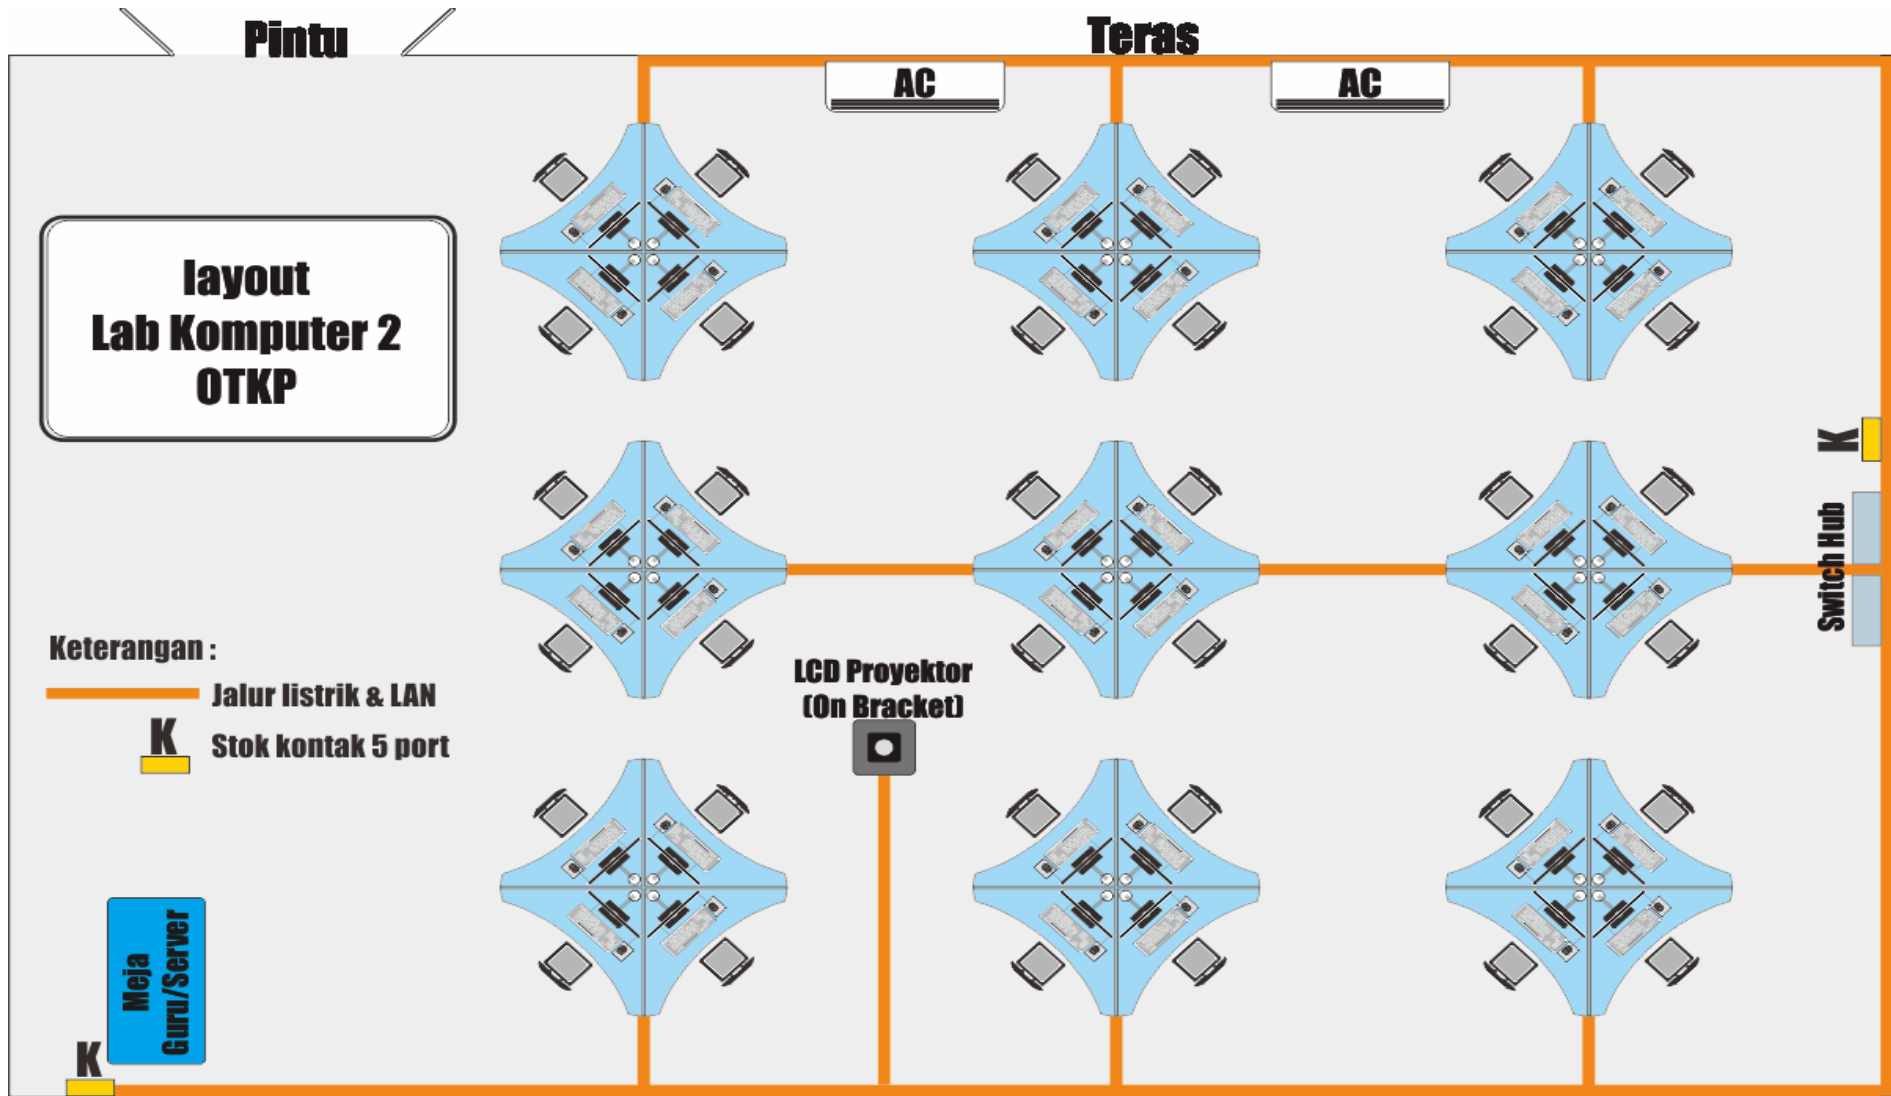 Pintu
Teras
AC
AC
layout
Lab Komputer 2
OTKP
K
Switch Hub
Keterangan :
Jalur listrik & LAN
K
Stok kontak 5 port
LCD Proyektor
(On Bracket)
Meja
Guru/Server
K